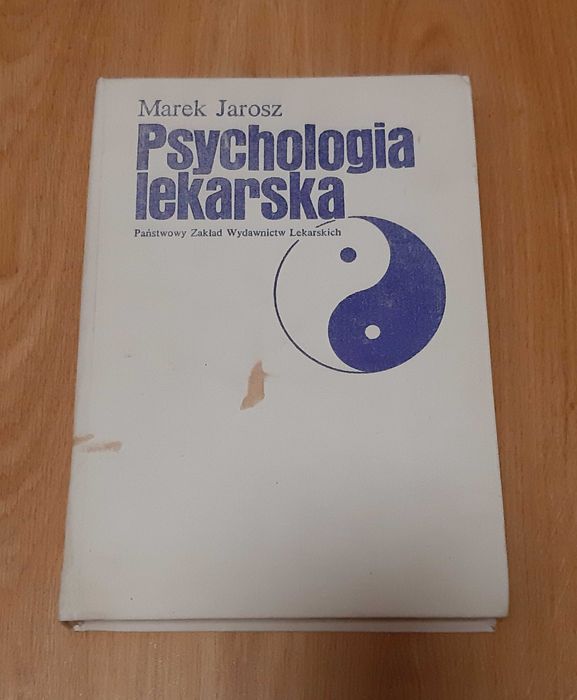 Marek Jarosz
Psychologia
lekarska
Państwowy Zakład Wydawnictw Lekarskich